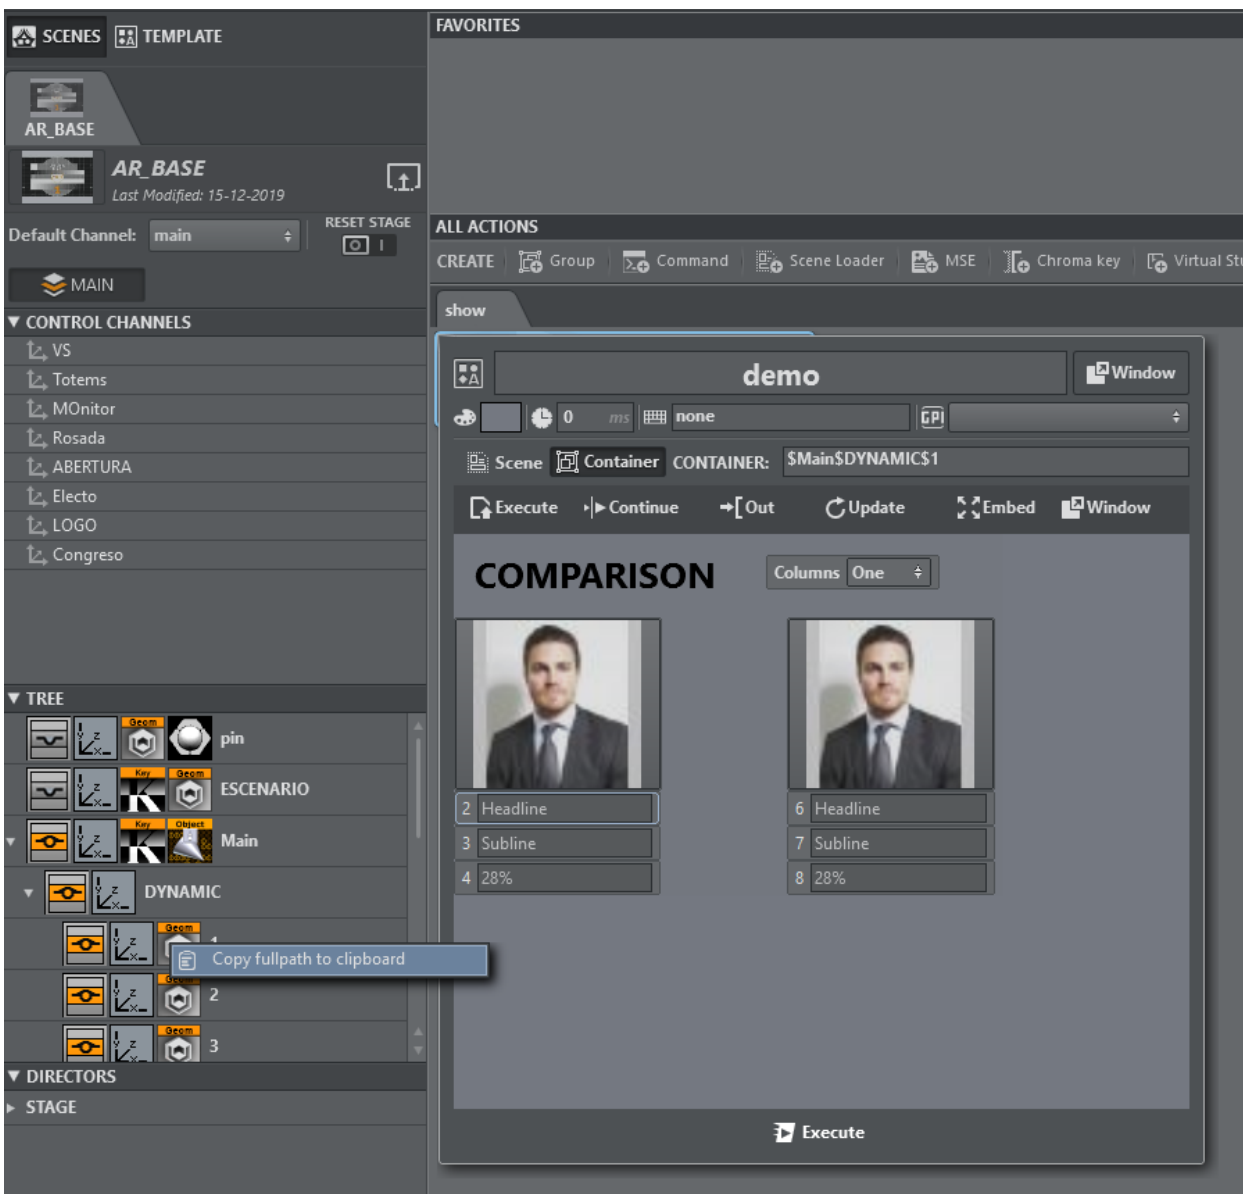 SCENES
TEMPLATE
FAVORITES
AR_BASE
AR_BASE
Last Modified: 15-12-2019
Default Channel:
main
RESET STAGE
MAIN
ALL ACTIONS
CREATE
Group
Command
Scene Loader
MSE
Chroma key
Virtual Stu
show
CONTROL CHANNELS
VS
Totems
MOnitor
Rosada
ABERTURA
Electo
LOGO
Congreso
demo
Window
0
ms
none
GPI
Scene
Container
CONTAINER:
$Main$DYNAMIC$1
Execute
Continue
Out
Update
Embed
Window
COMPARISON
Columns
One
2 Headline
3 Subline
4 28%
6 Headline
7 Subline
8 28%
Execute
TREE
Geom
pin
Key
Geom
ESCENARIO
Key
Object
Main
DYNAMIC
Geom
Copy fullpath to clipboard
2
Geom
3
DIRECTORS
STAGE